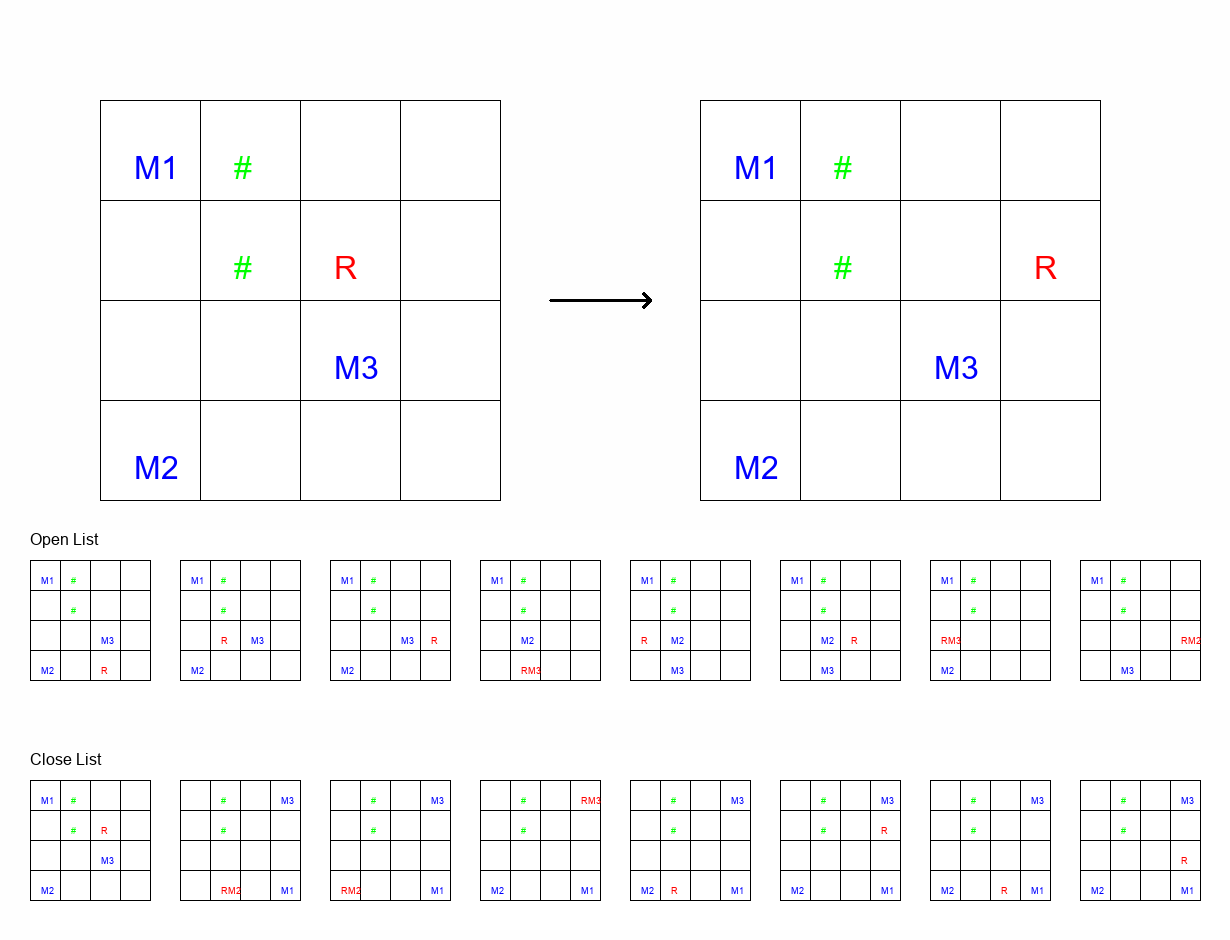 M1 # M1 #
# R # R
M3 M3
M2 M2
Open List
M1 # M1 # M1 # M1 # M1 # M1 # M1 # M1 #
# # # # # # # #
M3 R M3 M3 R M2 R M2 M2 R RM3 RM2
M2 R M2 M2 RM3 M3 M3 M2 M3
Close List
M1 # # M3 # M3 # RM3 # M3 # M3 # M3 # M3
# R # # # # # R # #
M3 R
M2 RM2 M1 RM2 M1 M2 M1 M2 R M1 M2 M1 M2 R M1 M2 M1